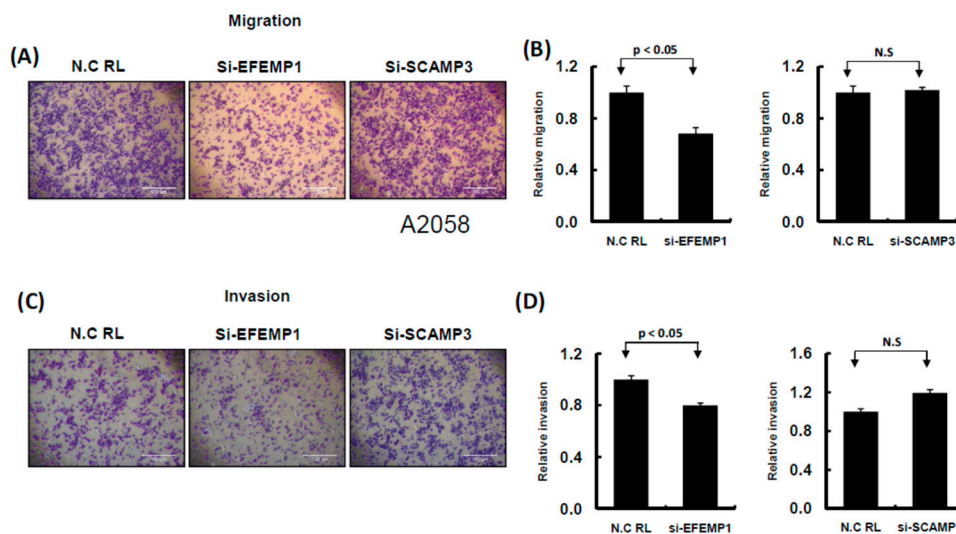 Migration
(A)
N.C RL Si-EFEMP1 Si-SCAMP3
A2058
(B)
p < 0.05
Relative migration
1.2
0.8
0.4
0.0
N.C RL si-EFEMP1
N.S
Relative migration
1.2
0.8
0.4
0.0
N.C RL si-SCAMP3
(C)
Invasion
N.C RL Si-EFEMP1 Si-SCAMP3
(D)
p < 0.05
Relative invasion
1.2
0.8
0.4
0.0
N.C RL si-EFEMP1
N.S
Relative invasion
1.6
1.2
0.8
0.4
0.0
N.C RL si-SCAMP3